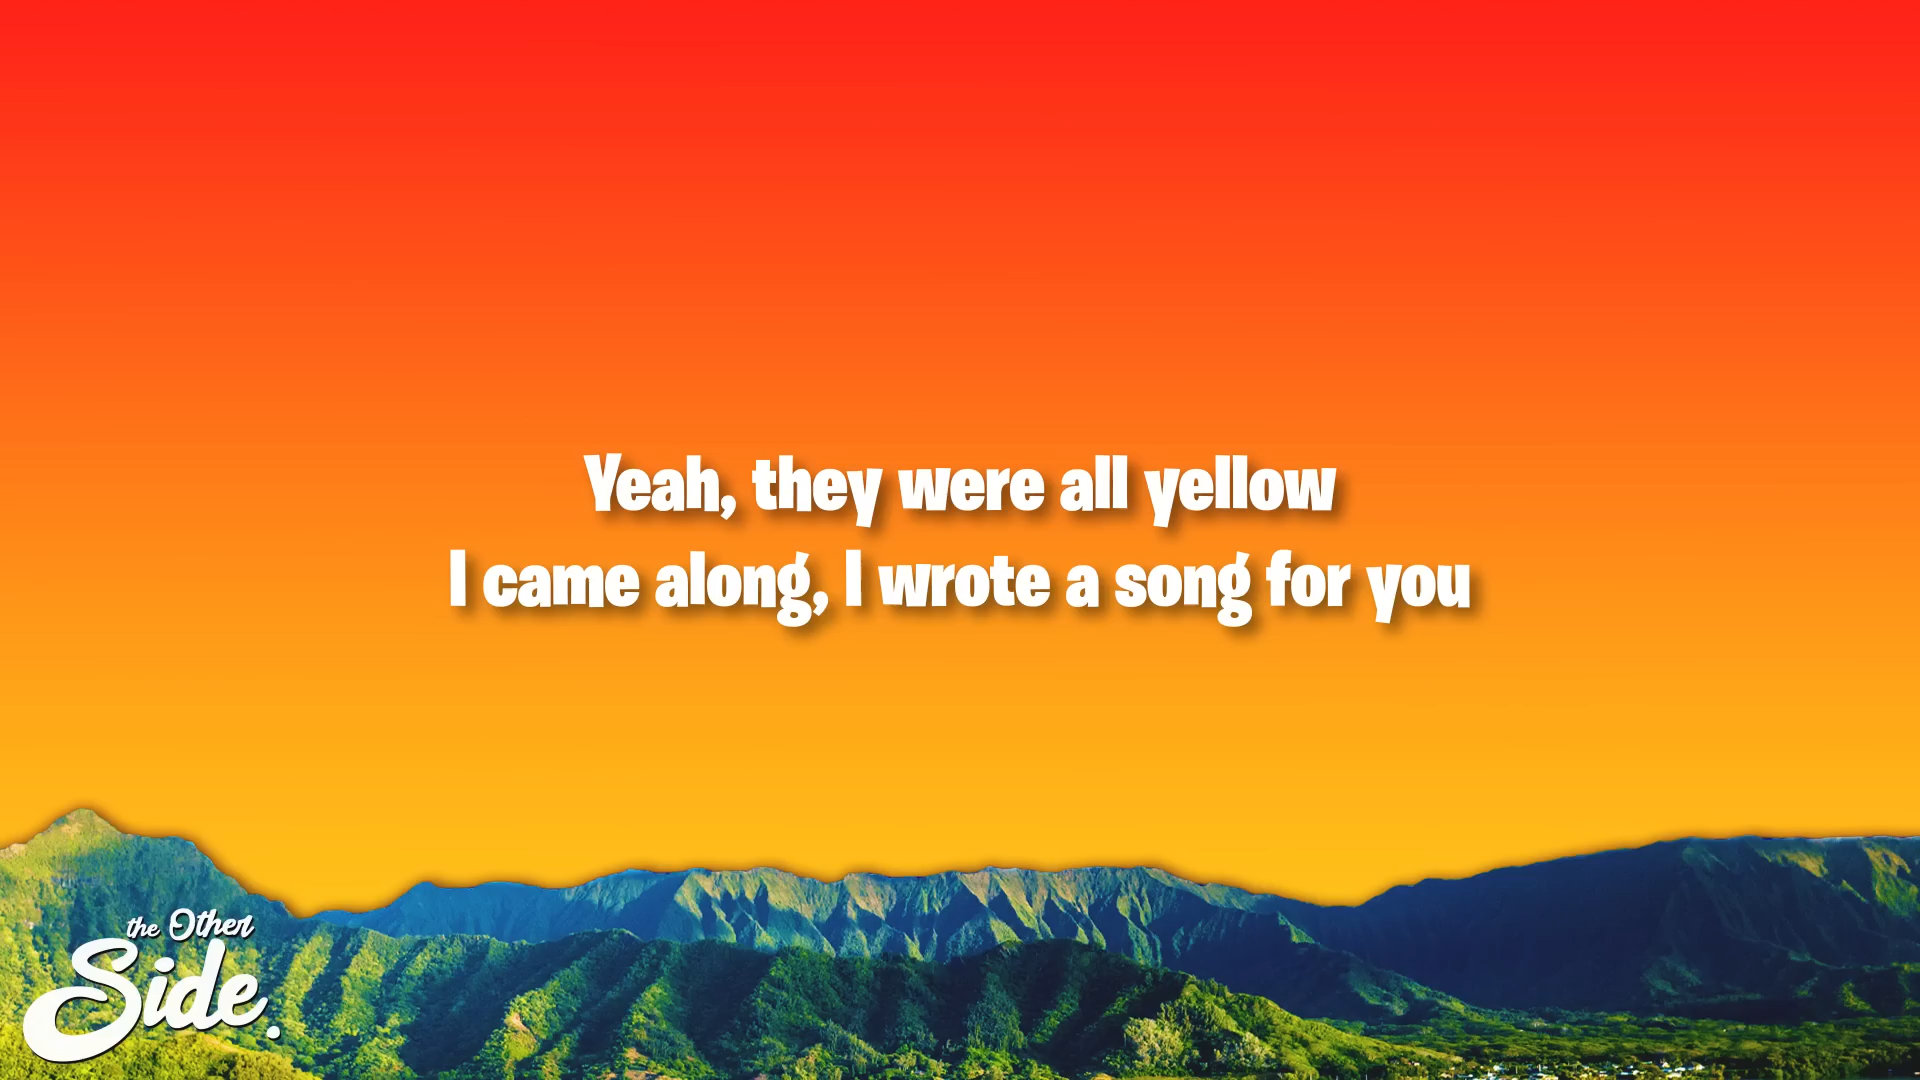 Yeah, they were all yellow
I came along, I wrote a song for you
the Other
Side.